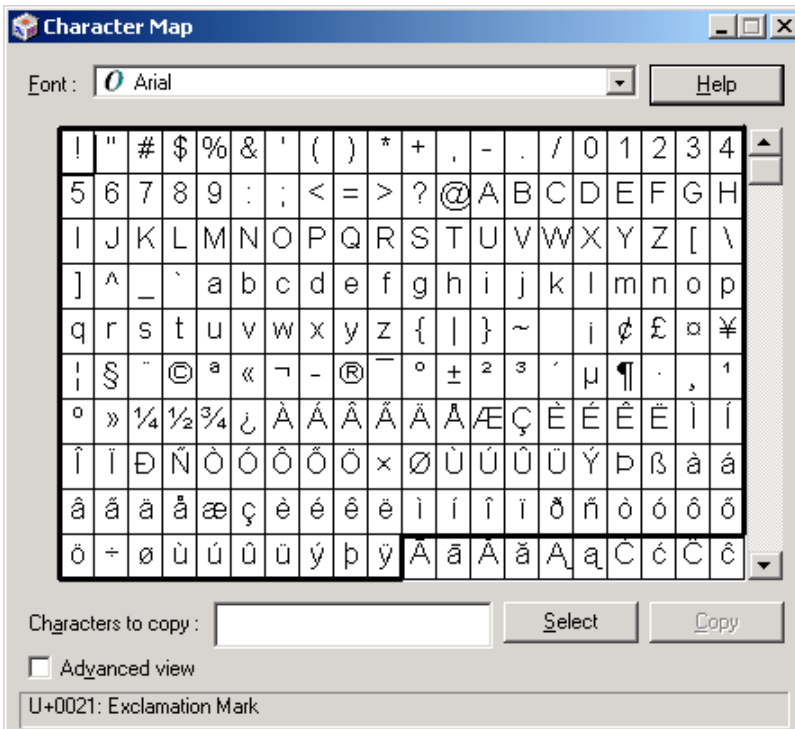 Character Map
Font : O Arial Help
! " # $ % & ' ( ) * + , - . / 0 1 2 3 4
5 6 7 8 9 : ; < = > ? @ A B C D E F G H
I J K L M N O P Q R S T U V W X Y Z [ \
] ^ _ ` a b c d e f g h i j k l m n o p
q r s t u v w x y z { | } ~ ¡ ¢ £ ¤ ¥
¦ § ¨ © ª « ¬ - ® ¯ ° ± ² ³ ´ µ ¶ · ¸ ¹
º » ¼ ½ ¾ ¿ À Á Â Ã Ä Å Æ Ç È É Ê Ë Ì Í
Î Ï Ð Ñ Ò Ó Ô Õ Ö × Ø Ù Ú Û Ü Ý Þ ß à á
â ã ä å æ ç è é ê ë ì í î ï ð ñ ò ó ô õ
ö ÷ ø ù ú û ü ý þ ÿ Ā ā Ă ă Ą ą Ć ć Ĉ ĉ
Characters to copy : Select Copy
Advanced view
U+0021: Exclamation Mark